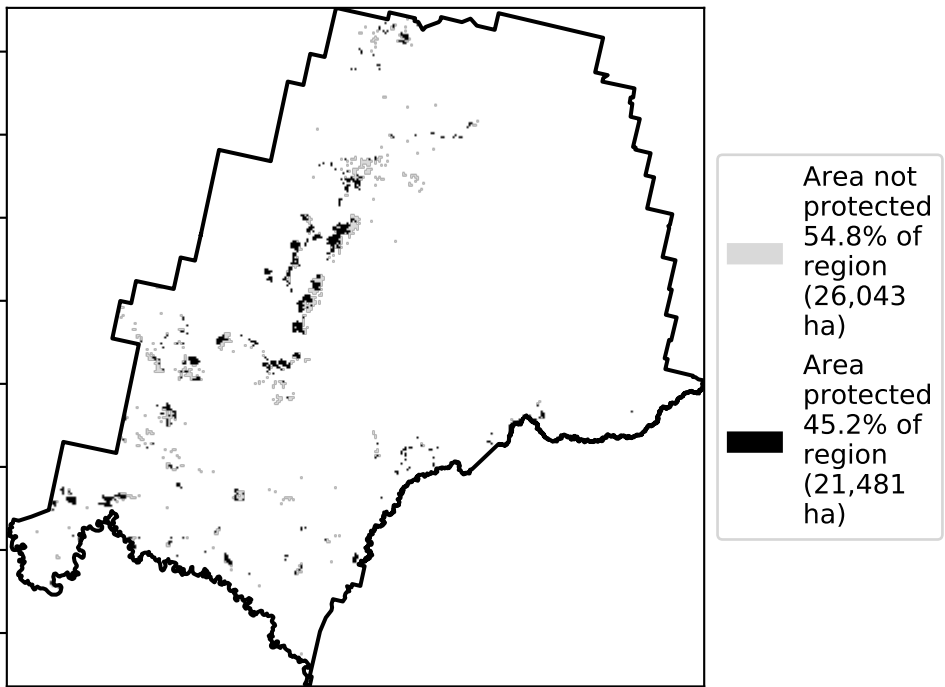 Area not
protected
54.8% of
region
(26,043
ha)
Area
protected
45.2% of
region
(21,481
ha)